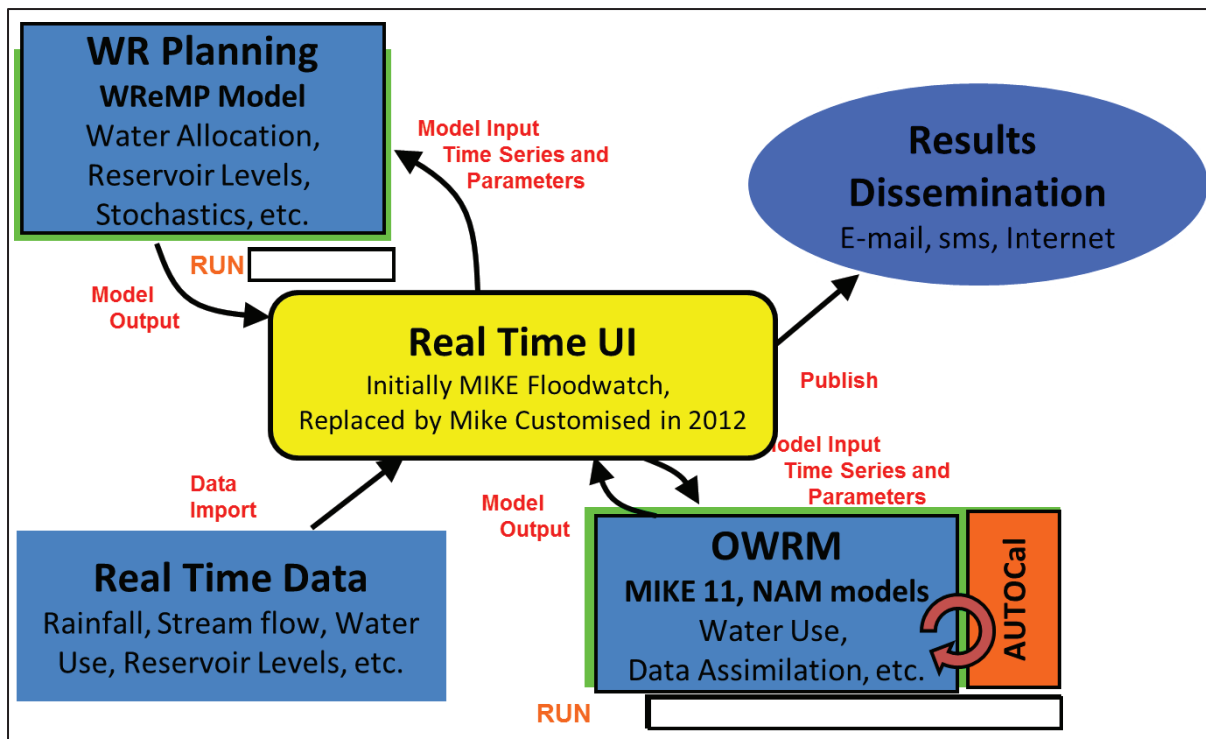 WR Planning
WReMP Model
Water Allocation,
Reservoir Levels,
Stochastics, etc.
Model Input
Time Series and
Parameters
Results
Dissemination
E-mail, sms, Internet
RUN
Model
Output
Real Time UI
Initially MIKE Floodwatch,
Replaced by Mike Customised in 2012
Publish
Data
Import
Model Input
Time Series and
Parameters
Model
Output
Real Time Data
Rainfall, Stream flow, Water
Use, Reservoir Levels, etc.
OWRM
MIKE 11, NAM models
Water Use,
Data Assimilation, etc.
AUTOCal
RUN